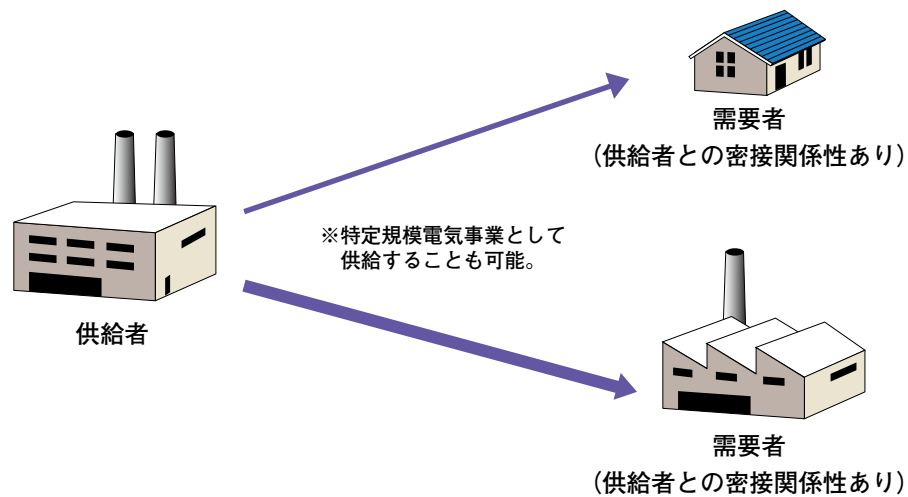 需要者
（供給者との密接関係性あり）
※特定規模電気事業として
供給することも可能。
供給者
需要者
（供給者との密接関係性あり）